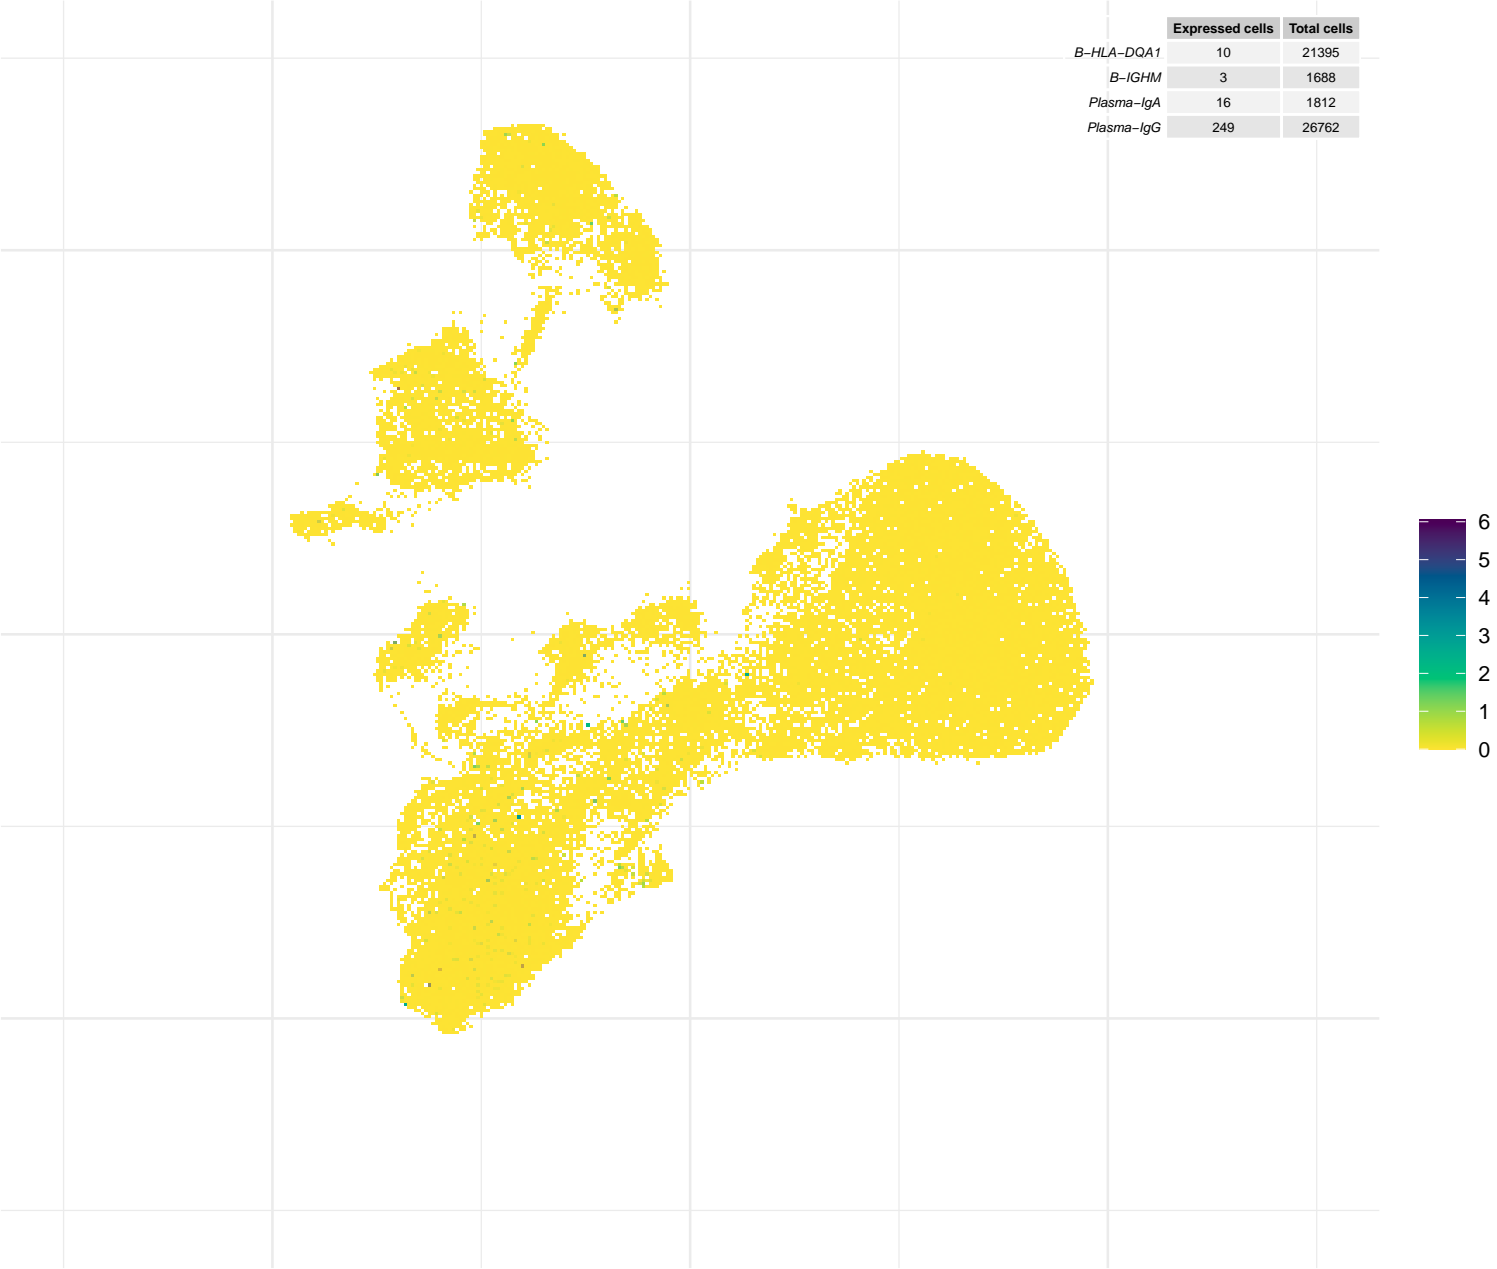 Expressed cells Total cells
B−HLA−DQA1 10 21395
B−IGHM 3 1688
Plasma−IgA 16 1812
Plasma−IgG 249 26762
6
5
4
3
2
1
0